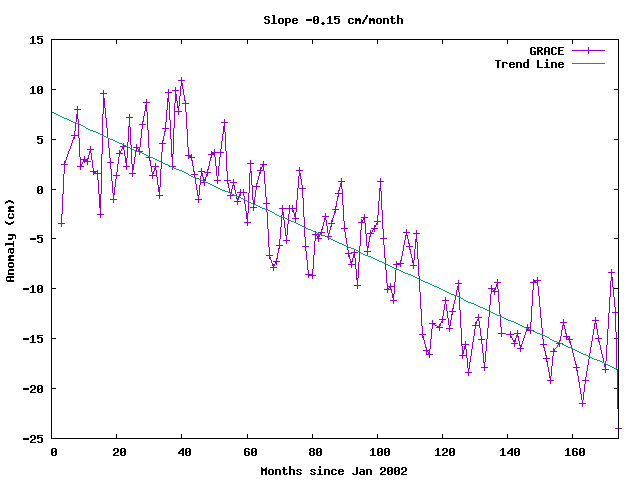 Slope -0.15 cm/month
GRACE
Trend Line
15
10
5
0
-5
-10
-15
-20
-25
Anomaly (cm)
0 20 40 60 80 100 120 140 160
Months since Jan 2002